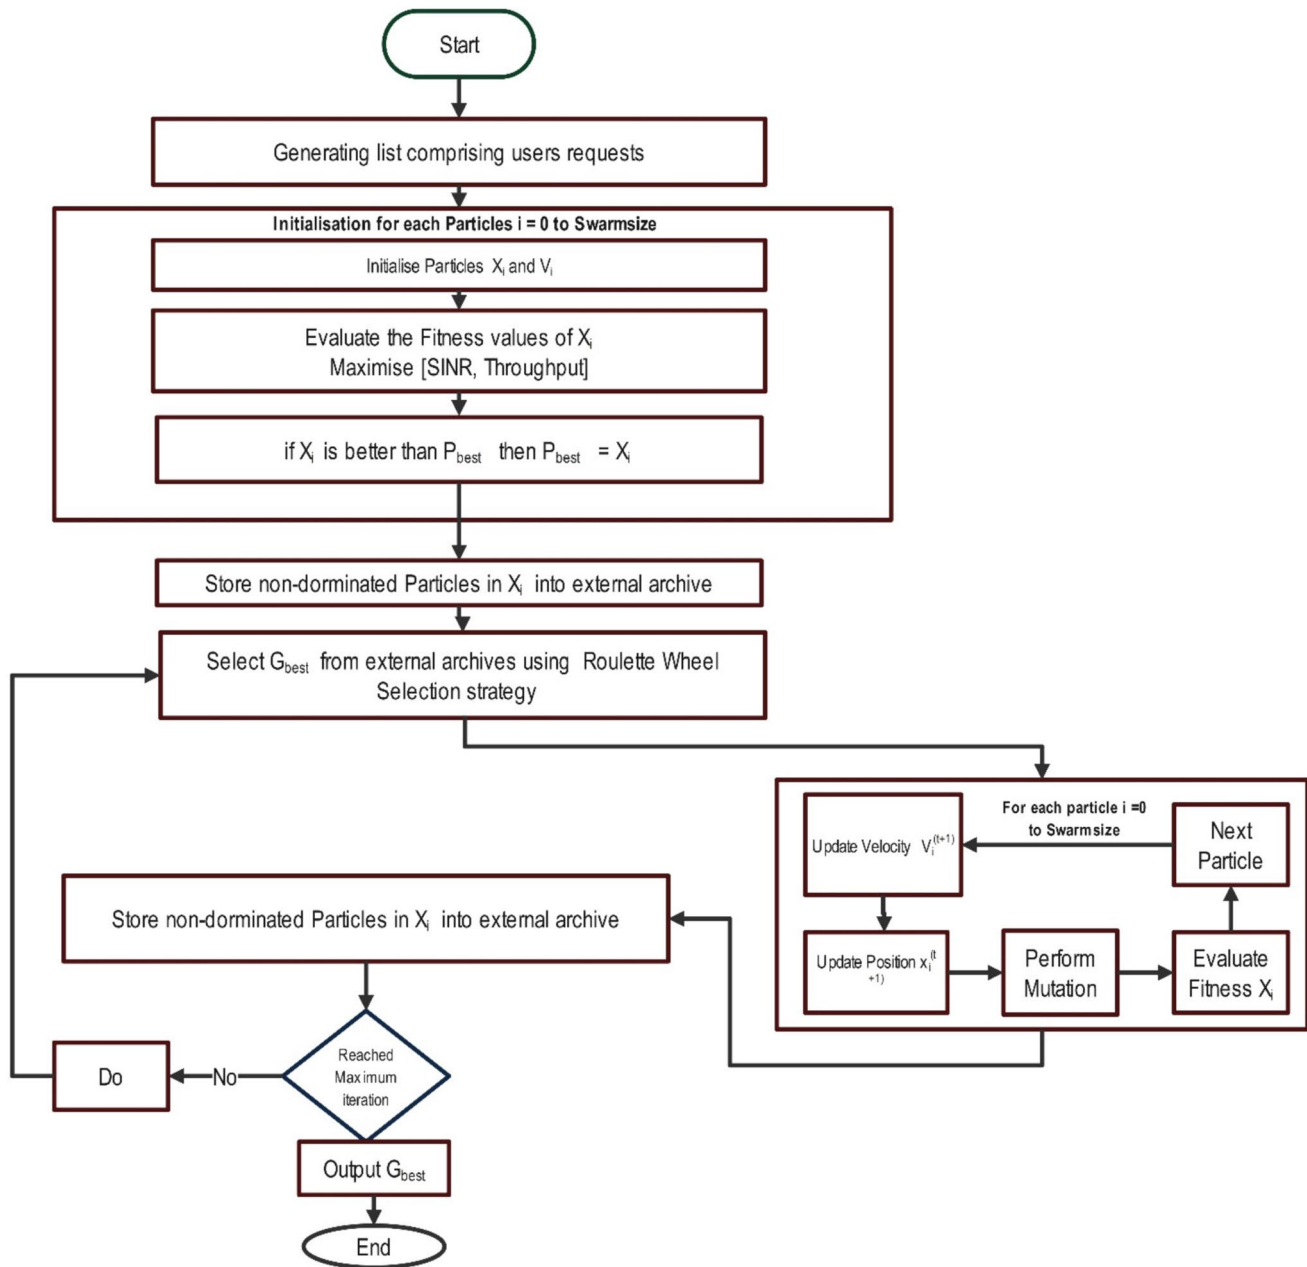 Start
Generating list comprising users requests
Initialisation for each Particles i = 0 to Swarmsize
Initialise Particles Xi and Vi
Evaluate the Fitness values of Xi
Maximise [SINR, Throughput]
if Xi is better than Pbest then Pbest = Xi
Store non-dorminated Particles in Xi into external archive
Select Gbest from external archives using Roulette Wheel
Selection strategy
For each particle i =0
to Swarmsize
Update Velocity Vi(t+1)
Next
Particle
Update Position xi(t
+1)
Perform
Mutation
Evaluate
Fitness Xi
Store non-dorminated Particles in Xi into external archive
Reached
Maximum
iteration
No
Do
Output Gbest
End